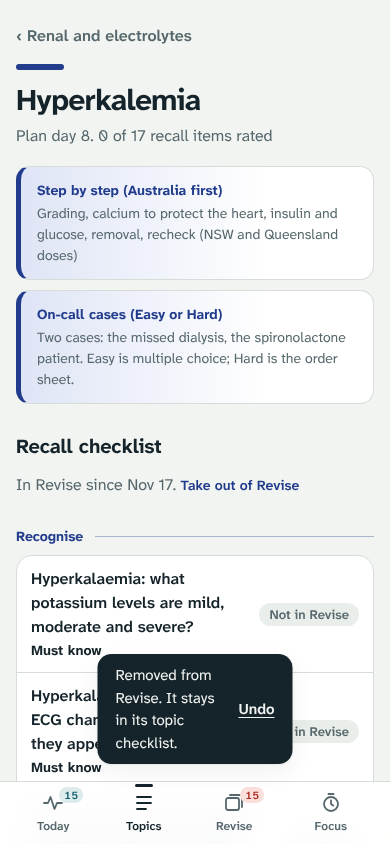 ‹ Renal and electrolytes
Hyperkalemia
Plan day 8. 0 of 17 recall items rated
Step by step (Australia first)
Grading, calcium to protect the heart, insulin and
glucose, removal, recheck (NSW and Queensland
doses)
On-call cases (Easy or Hard)
Two cases: the missed dialysis, the spironolactone
patient. Easy is multiple choice; Hard is the order
sheet.
Recall checklist
In Revise since Nov 17. Take out of Revise
Recognise
Hyperkalaemia: what
potassium levels are mild,
moderate and severe?
Not in Revise
Must know
Removed from
Revise. It stays
in its topic
checklist.
Undo
ECG
they
in Revise
Must know
15
15
Today
Topics
Revise
Focus